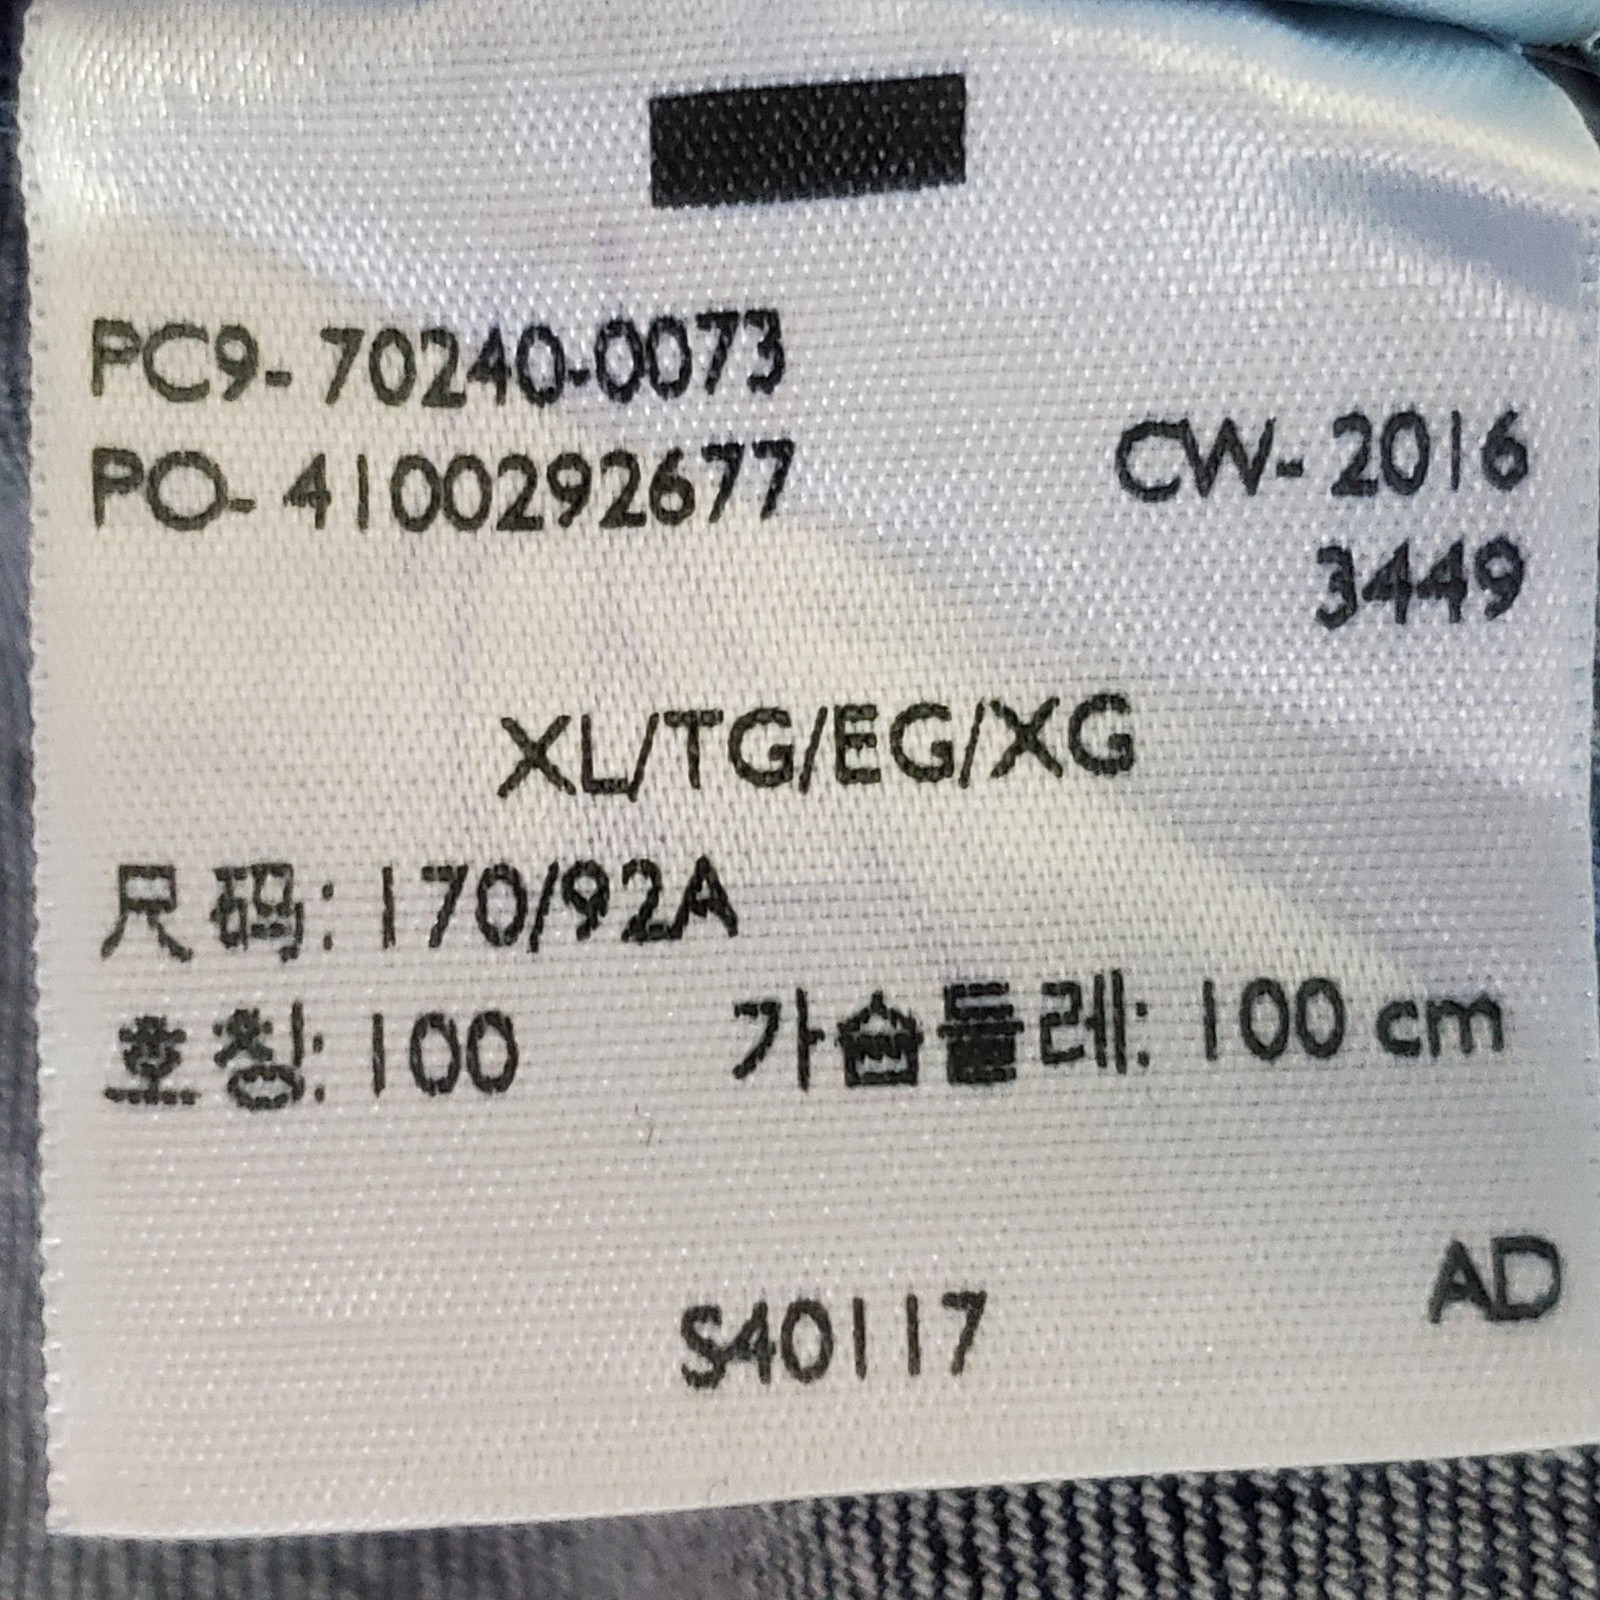 PC9- 70240-0073
PO- 4100292677
CW- 2016
3449
XL/TG/EG/XG
尺码: 170/92A
호칭: 100 가슴둘레: 100 cm
AD
S40117